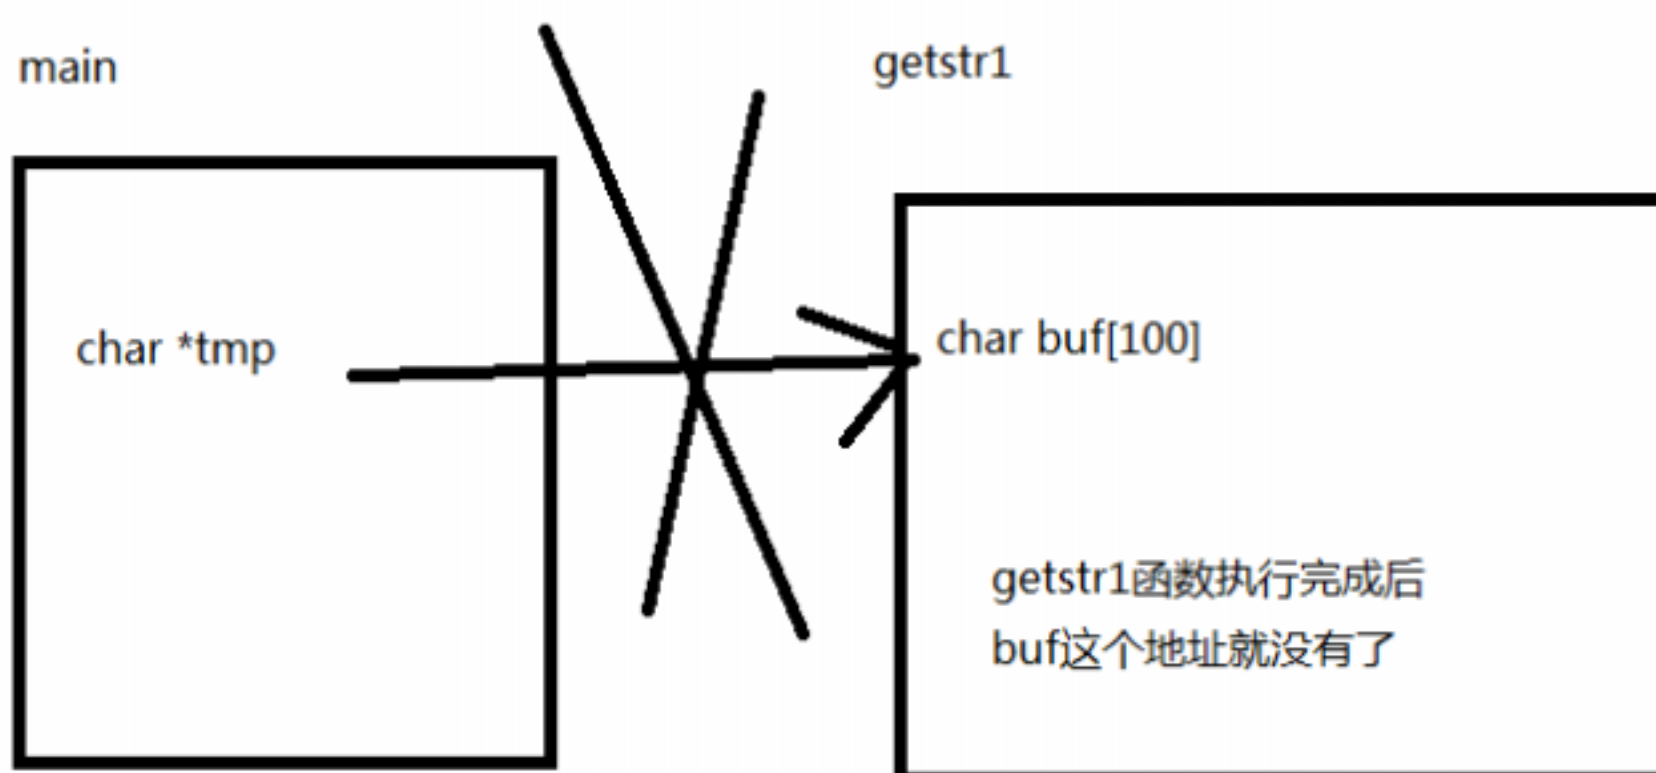 main
getstr1
char *tmp
char buf[100]
getstr1函数执行完成后
buf这个地址就没有了